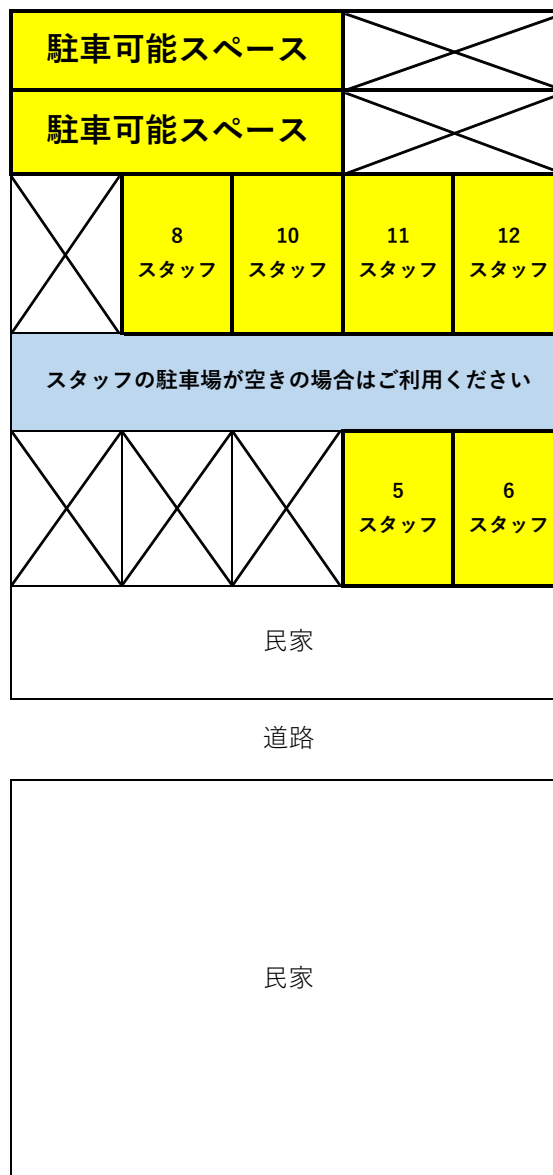 駐車可能スペース
駐車可能スペース
8
スタッフ
10
スタッフ
11
スタッフ
12
スタッフ
スタッフの駐車場が空きの場合はご利用ください
5
スタッフ
6
スタッフ
民家
道路
民家